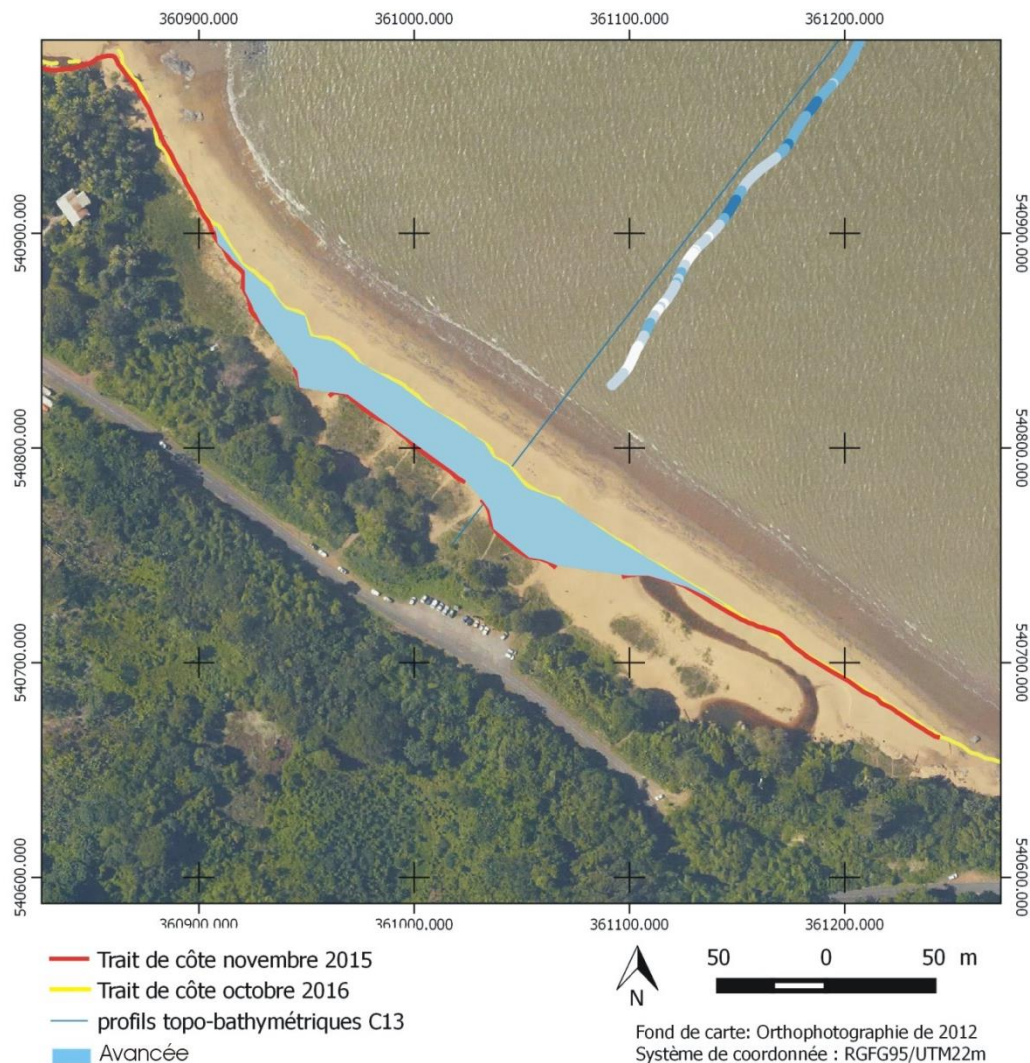 360900.000 361000.000 361100.000 361200.000
540900.000 540900.000
540800.000 540800.000
540700.000 540700.000
540600.000 540600.000
360900.000 361000.000 361100.000 361200.000
Trait de côte novembre 2015
Trait de côte octobre 2016
profils topo-bathymétriques C13
Avancée
N
50 0 50 m
Fond de carte: Orthophotographie de 2012
Système de coordonnée : RGFG95/UTM22m